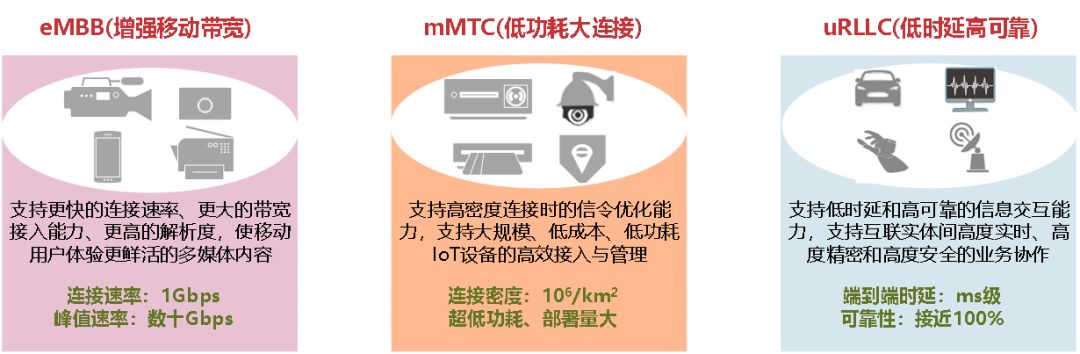 eMBB(增强移动带宽)
支持更快的连接速率、更大的带宽
接入能力、更高的解析度，使移动
用户体验更鲜活的多媒体内容
连接速率：1Gbps
峰值速率：数十Gbps
mMTC(低功耗大连接)
支持高密度连接时的信令优化能
力，支持大规模、低成本、低功耗
IoT设备的高效接入与管理
连接密度：10⁶/km²
超低功耗、部署量大
uRLLC(低时延高可靠)
支持低时延和高可靠的信息交互能
力，支持互联实体间高度实时、高
度精密和高度安全的业务协作
端到端时延：ms级
可靠性：接近100%